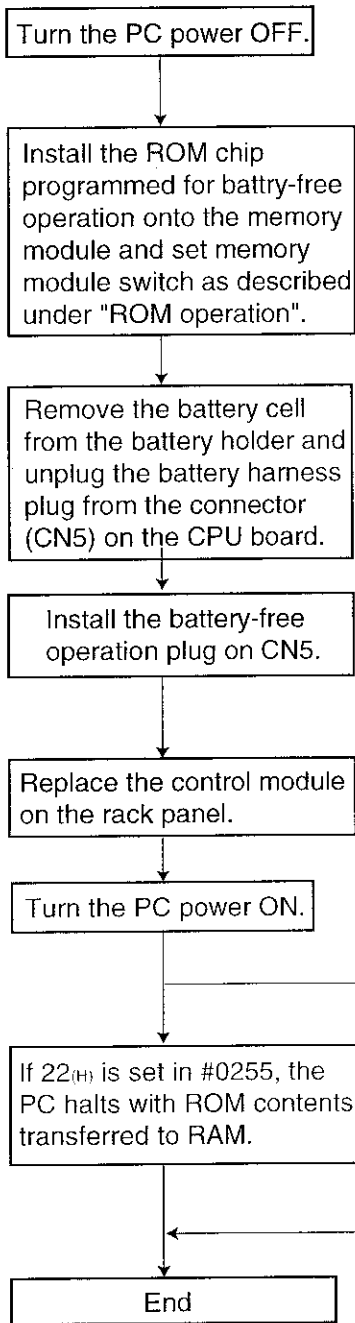 Turn the PC power OFF.
Install the ROM chip
programmed for battry-free
operation onto the memory
module and set memory
module switch as described
under "ROM operation".
Remove the battery cell
from the battery holder and
unplug the battery harness
plug from the connector
(CN5) on the CPU board.
Install the battery-free
operation plug on CN5.
Replace the control module
on the rack panel.
Turn the PC power ON.
If 22(H) is set in #0255, the
PC halts with ROM contents
transferred to RAM.
End